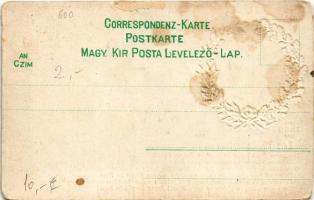 600
CORRESPONDENZ-KARTE.
POSTKARTE
MAGY. KIR POSTA LEVELEZŐ-LAP.
AN
CZIM
2,-
10,-€